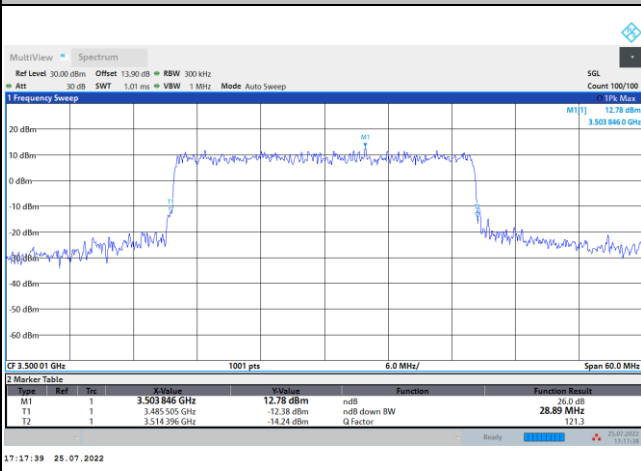 MultiView Spectrum
Ref Level 30.00 dBm Offset 13.90 dB RBW 300 kHz SGL
Att 30 dB SWT 1.01 ms VBW 1 MHz Mode Auto Sweep Count 100/100
1 Frequency Sweep 1Pk Max
M1[1] 12.78 dBm
3.503 846 0 GHz
20 dBm
M1
10 dBm
0 dBm
-10 dBm
-20 dBm
-30 dBm
-40 dBm
-50 dBm
-60 dBm
CF 3.500 01 GHz 1001 pts 6.0 MHz/ Span 60.0 MHz
2 Marker Table
Type Ref Trc X-Value Y-Value Function Function Result
M1 1 3.503 846 GHz 12.78 dBm ndB 26.0 dB
T1 1 3.485 505 GHz -12.38 dBm ndB down BW 28.89 MHz
T2 1 3.514 396 GHz -14.24 dBm Q Factor 121.3
Ready 25.07.2022
17:17:38
17:17:39 25.07.2022